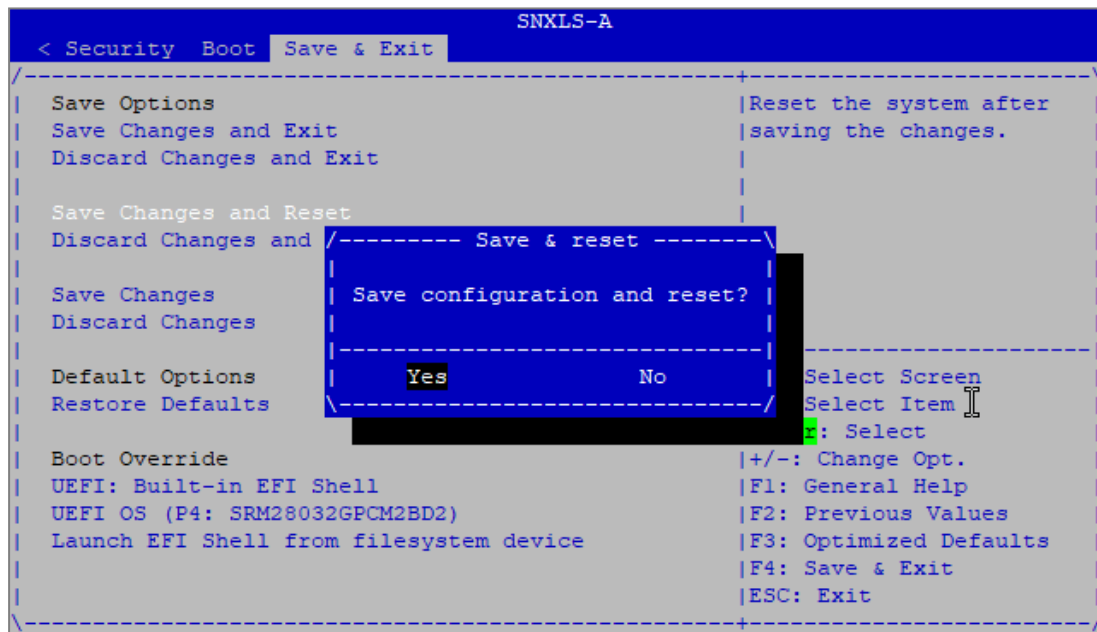 SNXLS-A
< Security Boot Save & Exit
Save Options
Save Changes and Exit
Discard Changes and Exit
Save Changes and Reset
Discard Changes and
Save Changes
Discard Changes
Default Options
Restore Defaults
Boot Override
UEFI: Built-in EFI Shell
UEFI OS (P4: SRM28032GPCM2BD2)
Launch EFI Shell from filesystem device
Save & reset
Save configuration and reset?
Yes No
Reset the system after
saving the changes.
Select Screen
Select Item
r: Select
+/-: Change Opt.
F1: General Help
F2: Previous Values
F3: Optimized Defaults
F4: Save & Exit
ESC: Exit